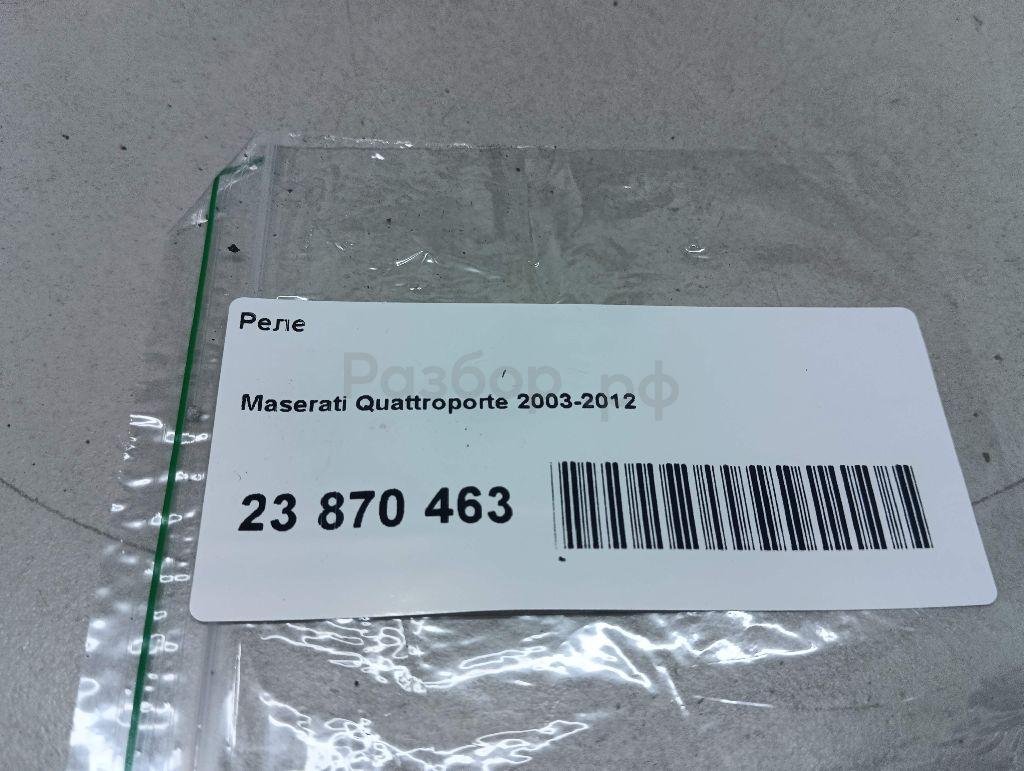 Реле
Разбор.рф
Maserati Quattroporte 2003-2012
23 870 463